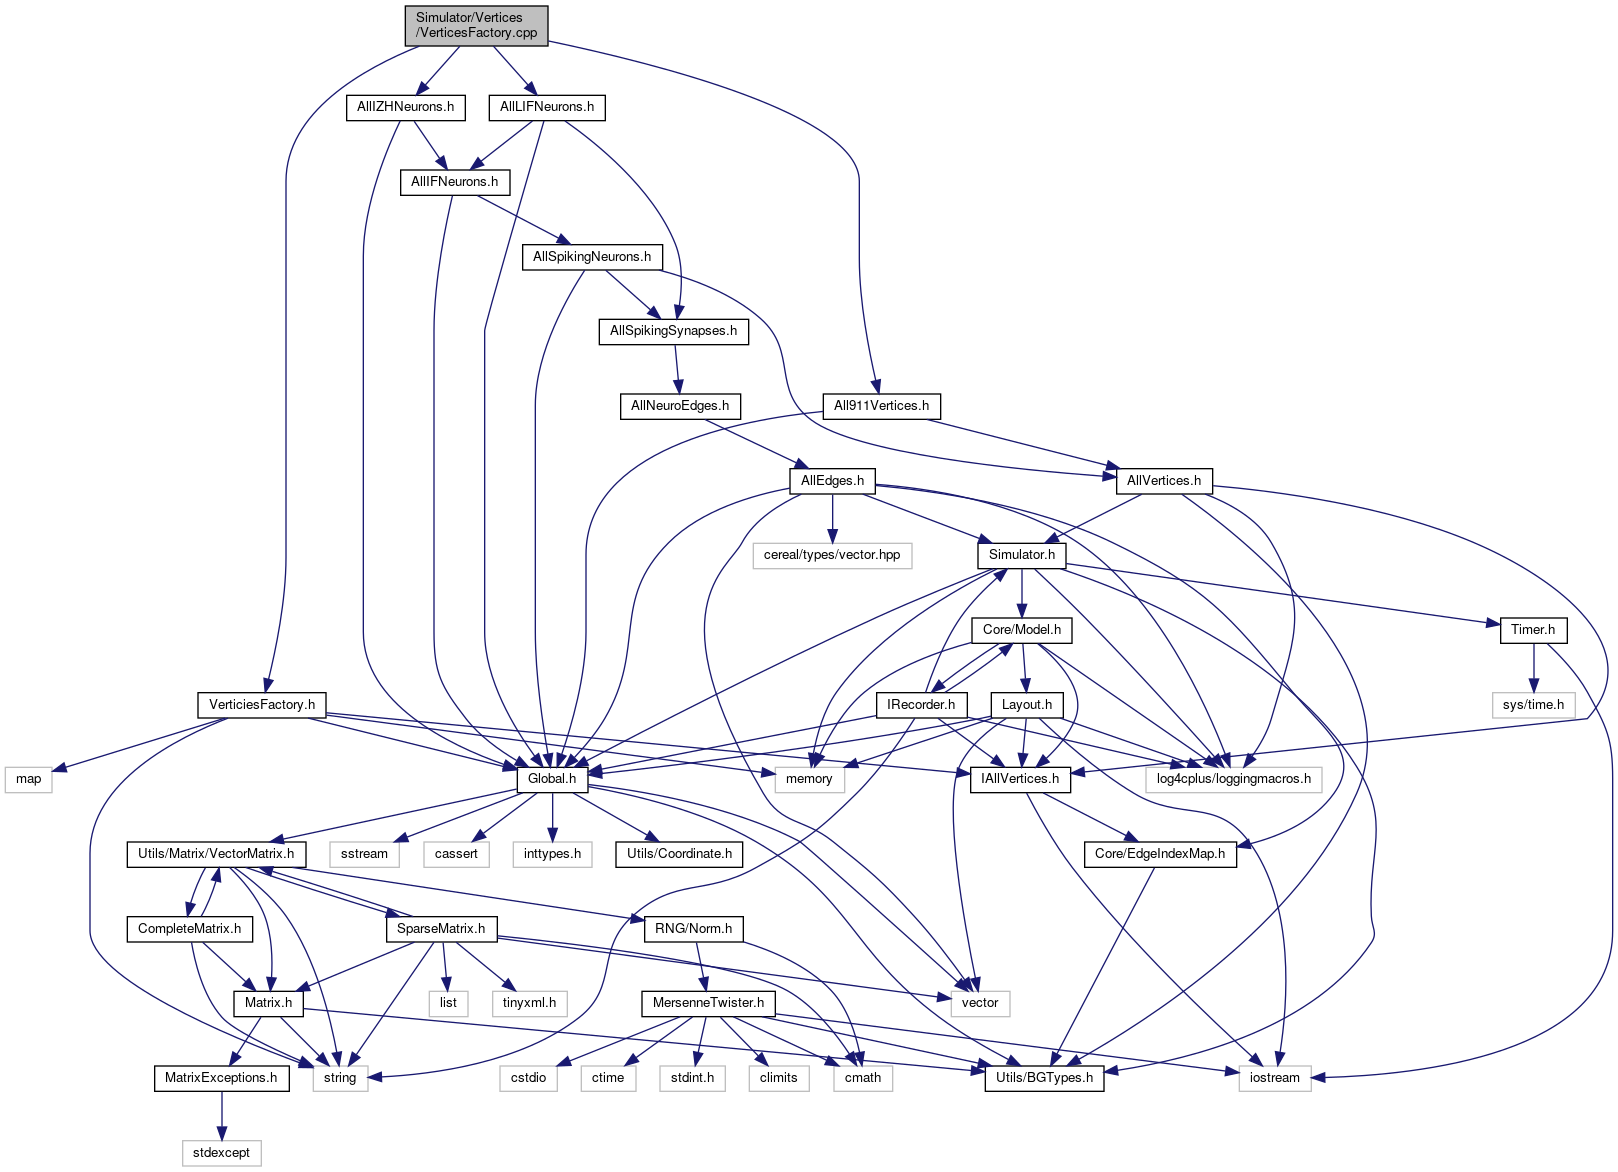 Simulator/Vertices
/VerticesFactory.cpp
AllIZHNeurons.h
AllLIFNeurons.h
AllIFNeurons.h
AllSpikingNeurons.h
AllSpikingSynapses.h
AllNeuroEdges.h
All911Vertices.h
AllEdges.h
AllVertices.h
cereal/types/vector.hpp
Simulator.h
Core/Model.h
Timer.h
VerticiesFactory.h
IRecorder.h
Layout.h
sys/time.h
map
Global.h
memory
IAllVertices.h
log4cplus/loggingmacros.h
Utils/Matrix/VectorMatrix.h
sstream
cassert
inttypes.h
Utils/Coordinate.h
Core/EdgeIndexMap.h
CompleteMatrix.h
SparseMatrix.h
RNG/Norm.h
Matrix.h
list
tinyxml.h
MersenneTwister.h
vector
MatrixExceptions.h
string
cstdio
ctime
stdint.h
climits
cmath
Utils/BGTypes.h
iostream
stdexcept